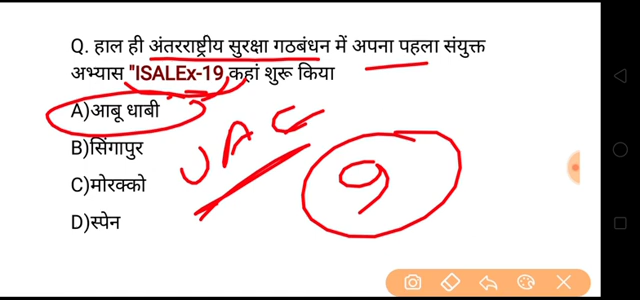 Q. हाल ही अंतरराष्ट्रीय सुरक्षा गठबंधन में अपना पहला संयुक्त
अभ्यास "ISALEx-19 कहां शुरू किया
A)आबू धाबी
B)सिंगापुर
C)मोरक्को
D)स्पेन
UAE
9